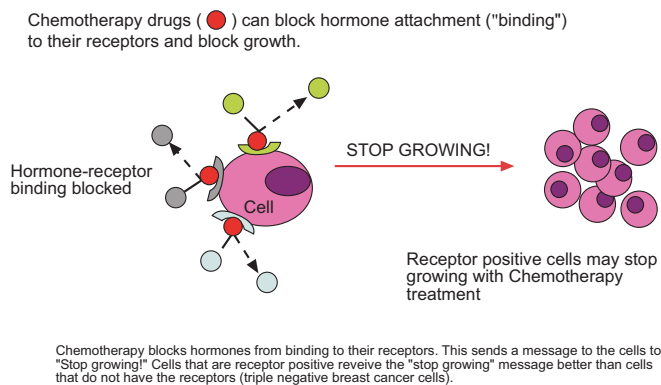 Chemotherapy drugs ( ) can block hormone attachment ("binding")
to their receptors and block growth.
STOP GROWING!
Hormone-receptor
binding blocked
Cell
Receptor positive cells may stop
growing with Chemotherapy
treatment
Chemotherapy blocks hormones from binding to their receptors. This sends a message to the cells to
"Stop growing!" Cells that are receptor positive reveive the "stop growing" message better than cells
that do not have the receptors (triple negative breast cancer cells).